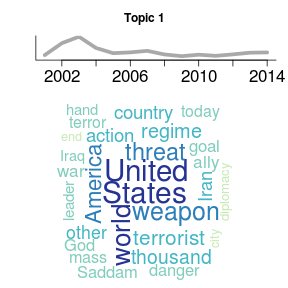 Topic 1
2002 2006 2010 2014
hand
country today
terror
action regime
end
America threat goal
Iraq
ally
war
United
States
Iran
diplomacy
leader
world weapon
other
God
terrorist
city
mass
thousand
Saddam danger